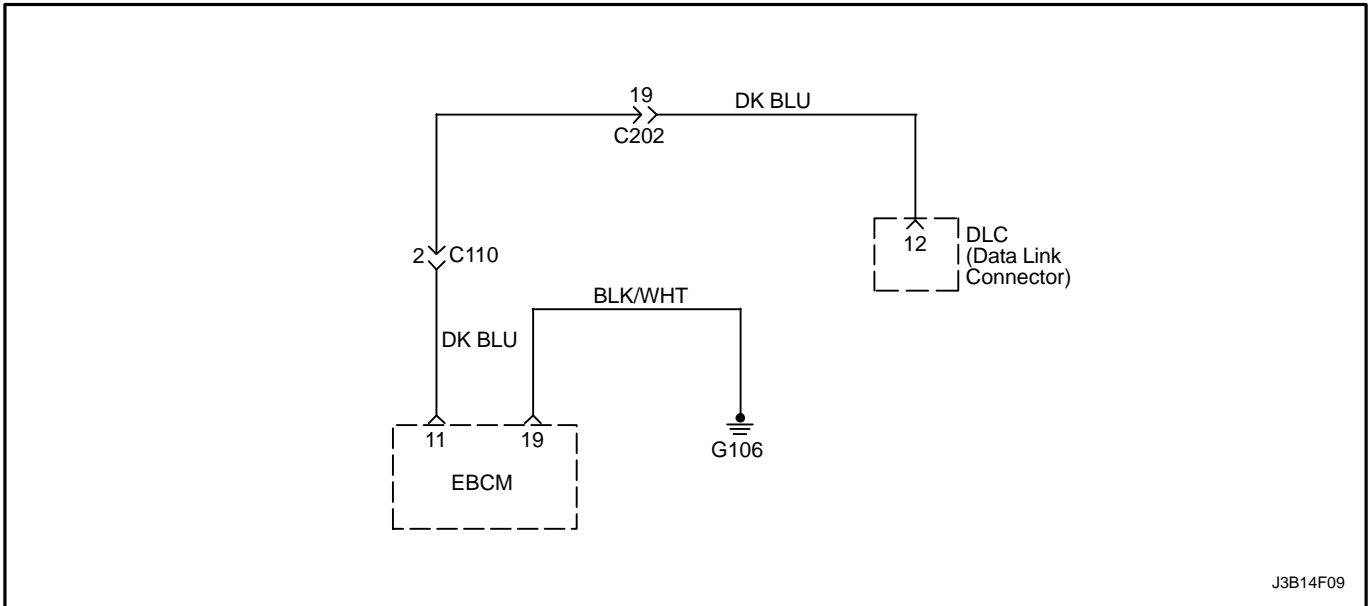 19
DK BLU
C202
12
DLC
(Data Link
Connector)
2
C110
BLK/WHT
DK BLU
11
19
G106
EBCM
J3B14F09